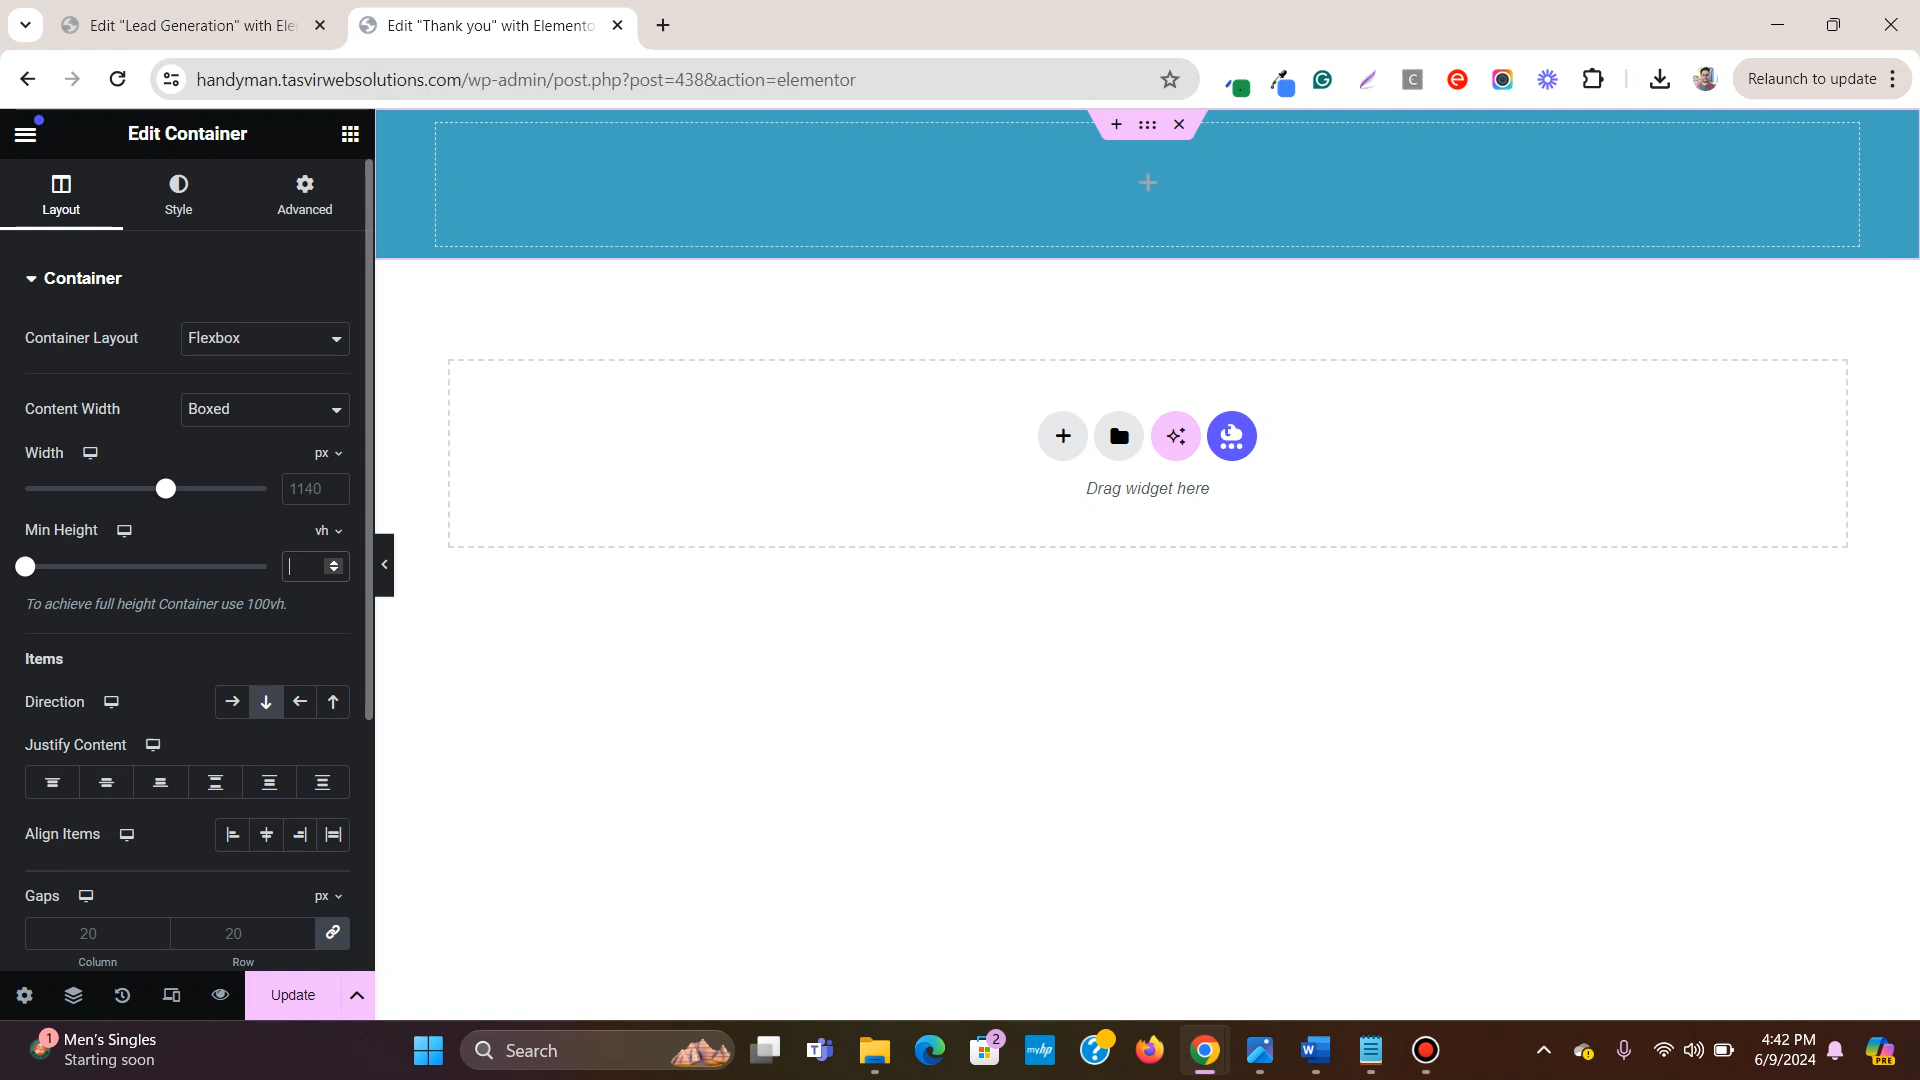 Edit "Lead Generation" with Ele
Edit "Thank you" with Elemento
handyman.tasvirwebsolutions.com/wp-admin/post.php?post=438&action=elementor
Relaunch to update
Edit Container
Layout
Style
Advanced
Container
Container Layout
Flexbox
Content Width
Boxed
Width
px
1140
Min Height
vh
To achieve full height Container use 100vh.
Items
Direction
Justify Content
Align Items
Gaps
px
20
20
Column
Row
Update
Drag widget here
1
Men's Singles
Starting soon
Search
2
myhp
PRE
4:42 PM
6/9/2024